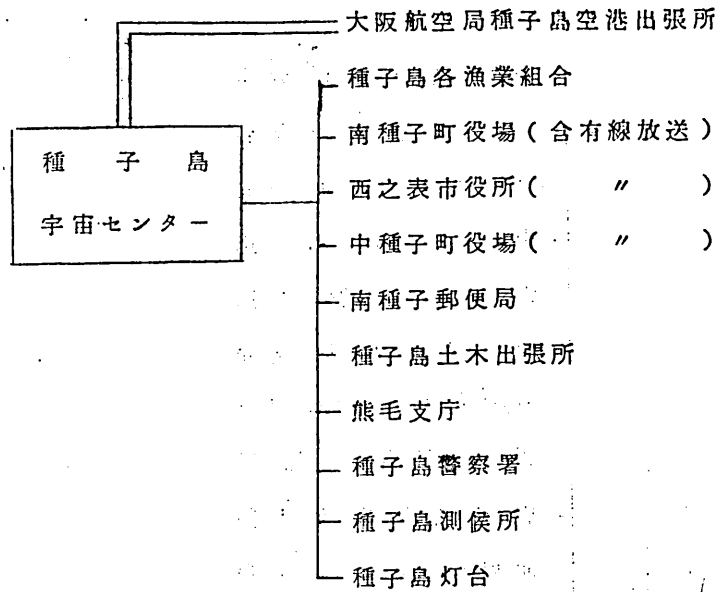 大阪航空局種子島空港出張所
種子島各漁業組合
南種子町役場(含有線放送)
種子島
宇宙センター
西之表市役所(〃)
中種子町役場(〃)
南種子郵便局
種子島土木出張所
熊毛支庁
種子島警察署
種子島測候所
種子島灯台